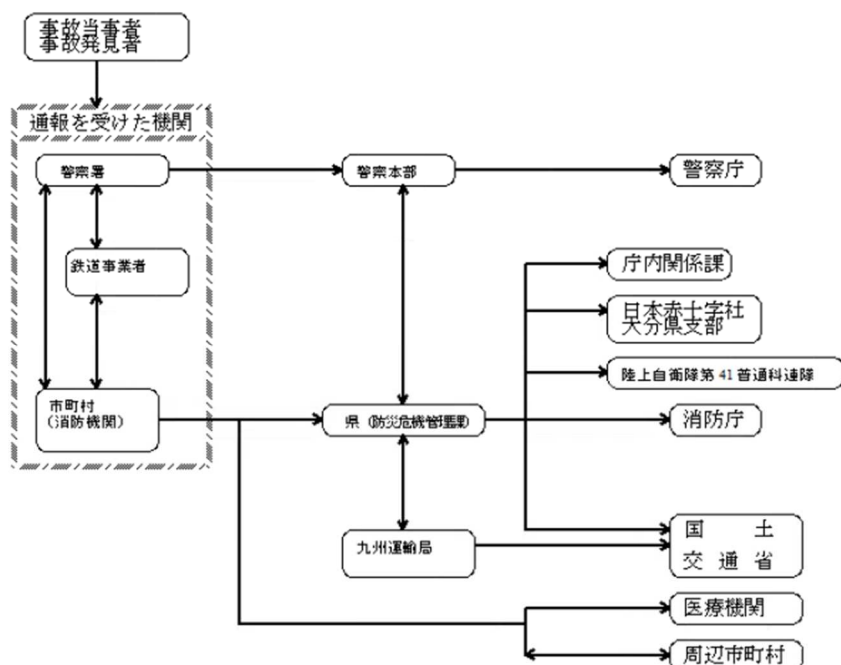 事故当事者
事故発見者
通報を受けた機関
警察署
警察本部
警察庁
鉄道事業者
庁内関係課
日本赤十字社
大分県支部
陸上自衛隊第41普通科連隊
市町村
(消防機関)
県(防災危機管理課)
消防庁
九州運輸局
国土
交通省
医療機関
周辺市町村